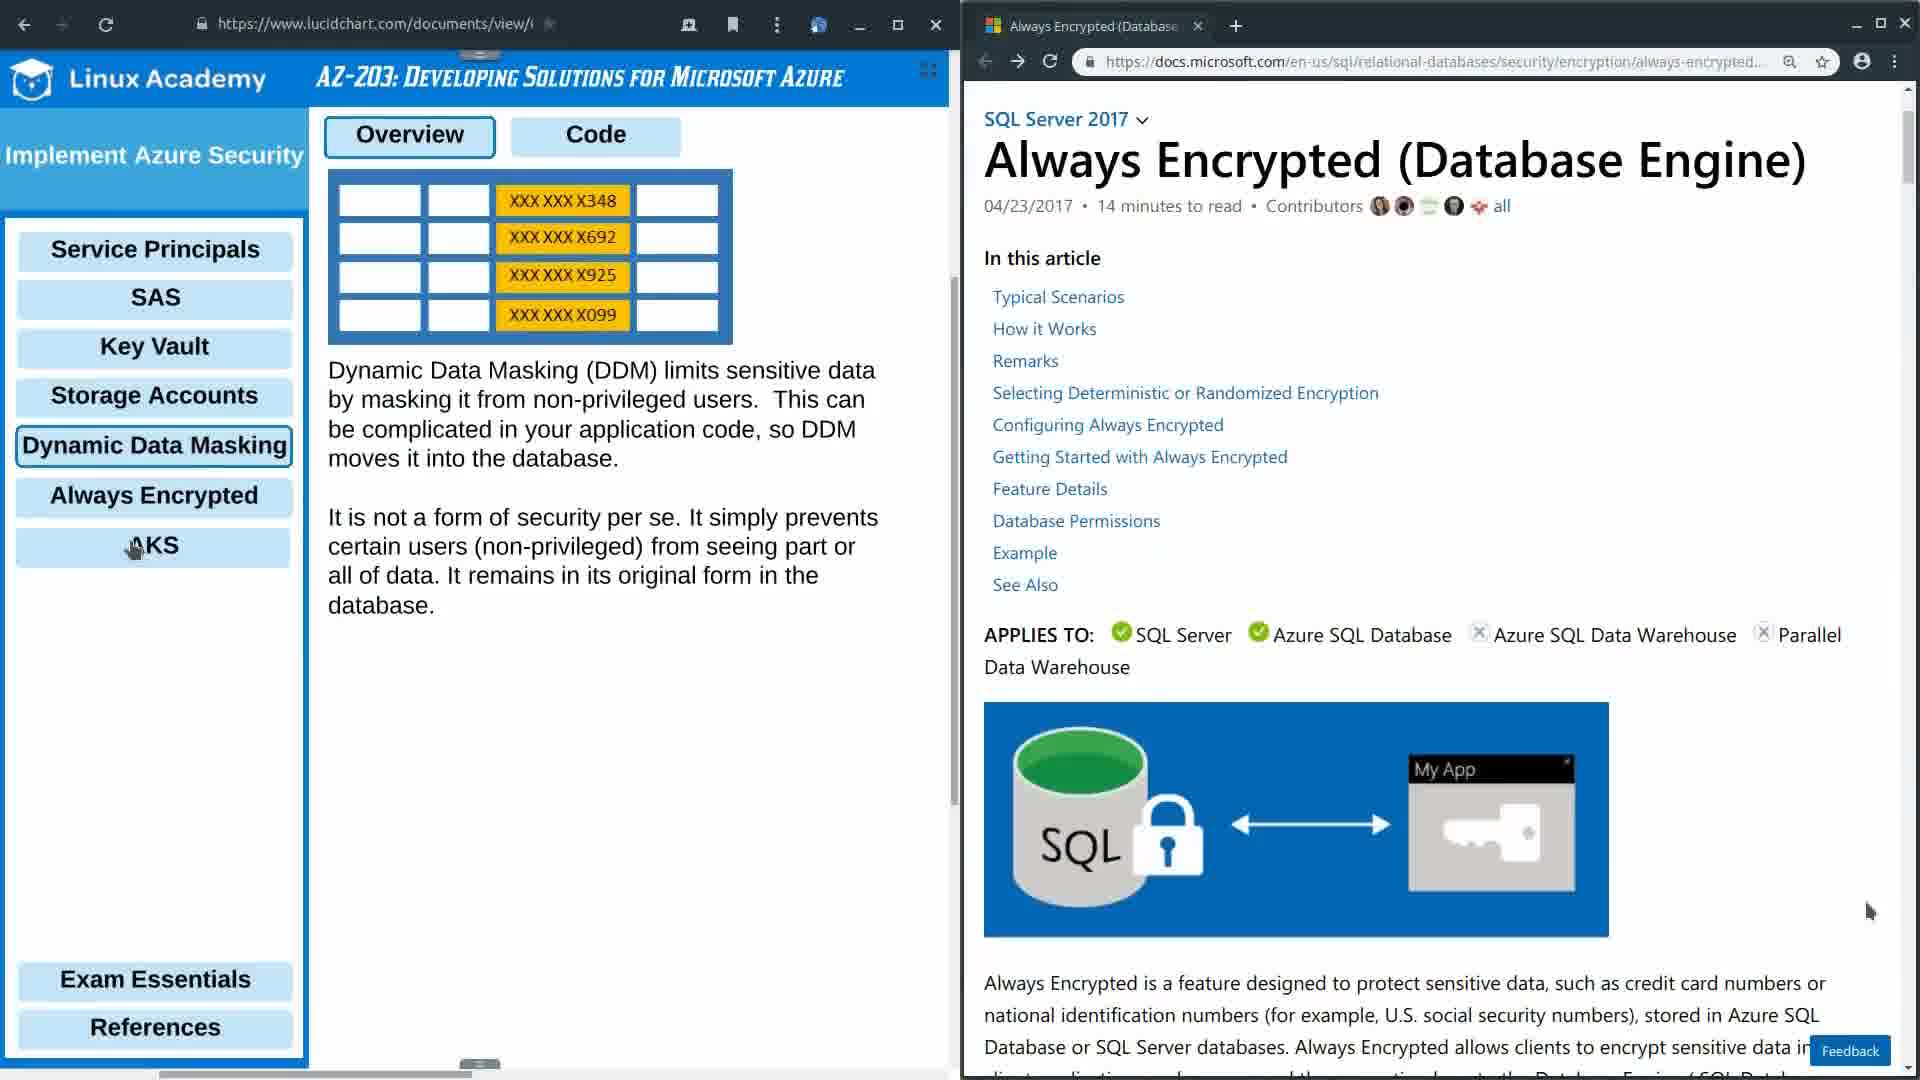 https://www.lucidchart.com/documents/view/
Linux Academy
AZ-203: Developing Solutions for Microsoft Azure
Implement Azure Security
Service Principals
SAS
Key Vault
Storage Accounts
Dynamic Data Masking
Always Encrypted
AKS
Exam Essentials
References
Overview
Code
XXX XXX X348
XXX XXX X692
XXX XXX X925
XXX XXX X099
Dynamic Data Masking (DDM) limits sensitive data
by masking it from non-privileged users. This can
be complicated in your application code, so DDM
moves it into the database.
It is not a form of security per se. It simply prevents
certain users (non-privileged) from seeing part or
all of data. It remains in its original form in the
database.
Always Encrypted (Database
https://docs.microsoft.com/en-us/sql/relational-databases/security/encryption/always-encrypted...
SQL Server 2017
Always Encrypted (Database Engine)
04/23/2017 • 14 minutes to read • Contributors all
In this article
Typical Scenarios
How it Works
Remarks
Selecting Deterministic or Randomized Encryption
Configuring Always Encrypted
Getting Started with Always Encrypted
Feature Details
Database Permissions
Example
See Also
APPLIES TO: SQL Server Azure SQL Database Azure SQL Data Warehouse Parallel
Data Warehouse
SQL
My App
Always Encrypted is a feature designed to protect sensitive data, such as credit card numbers or
national identification numbers (for example, U.S. social security numbers), stored in Azure SQL
Database or SQL Server databases. Always Encrypted allows clients to encrypt sensitive data in
Feedback